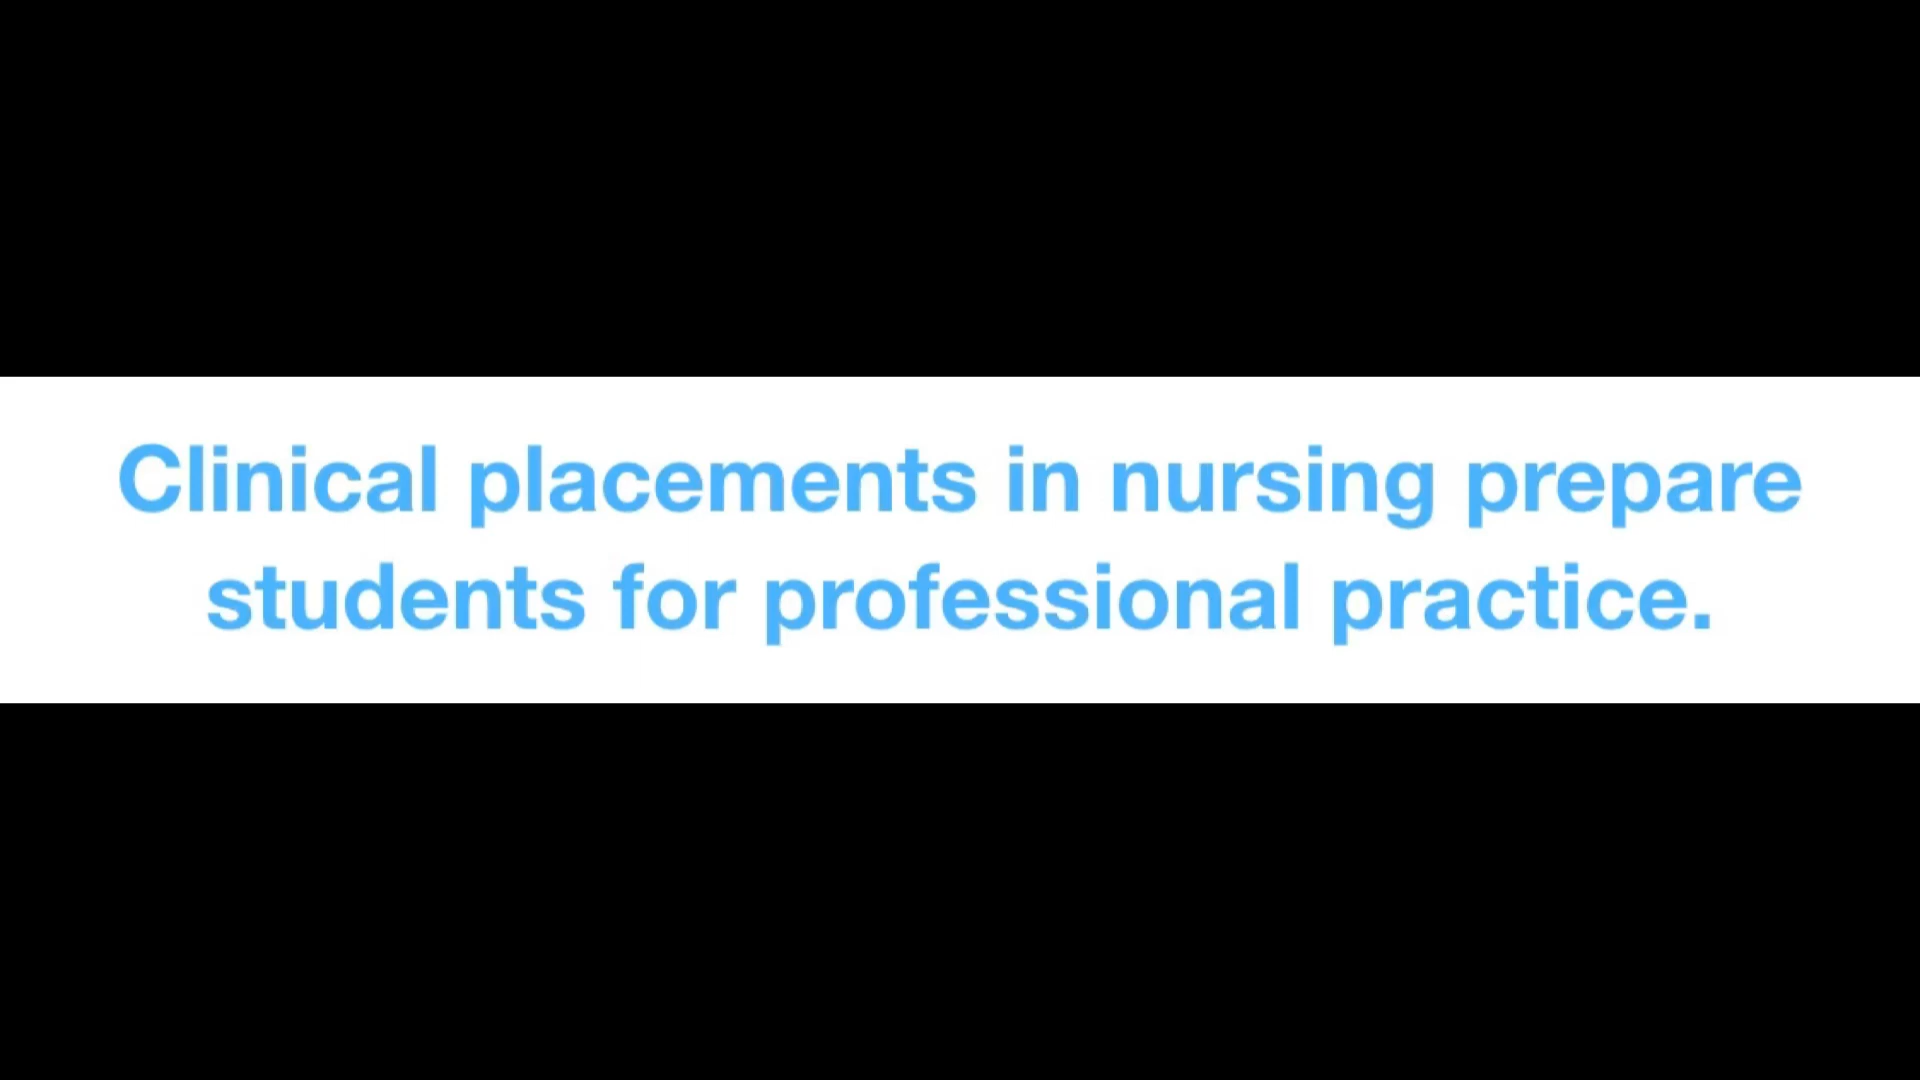 Clinical placements in nursing prepare
students for professional practice.